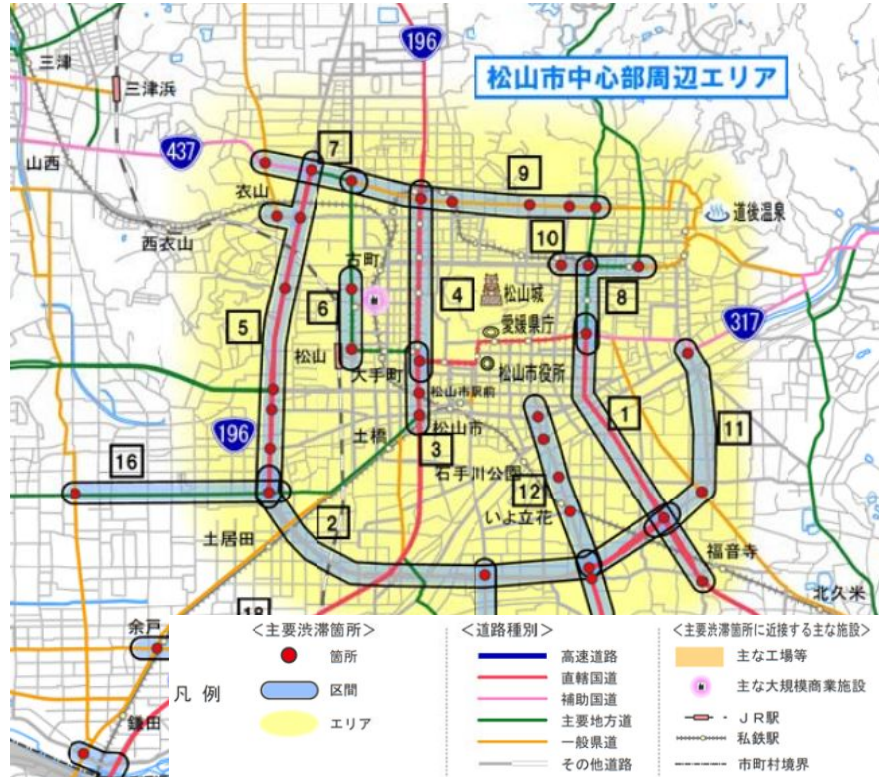 196
松山市中心部周辺エリア
三津
三津浜
437
山西
7
9
衣山
道後温泉
西衣山
10
古町
松山城
4
8
6
愛媛県庁
317
5
松山
松山市役所
大手町
松山市駅前
1
11
196
土橋
松山市
3
石手川公園
16
12
いよ立花
2
土居田
福音寺
北久米
18
余戸
鎌田
凡 例
<主要渋滞箇所>
箇所
区間
エリア
<道路種別>
高速道路
直轄国道
補助国道
主要地方道
一般県道
その他道路
<主要渋滞箇所に近接する主な施設>
主な工場等
主な大規模商業施設
ＪＲ駅
私鉄駅
市町村境界